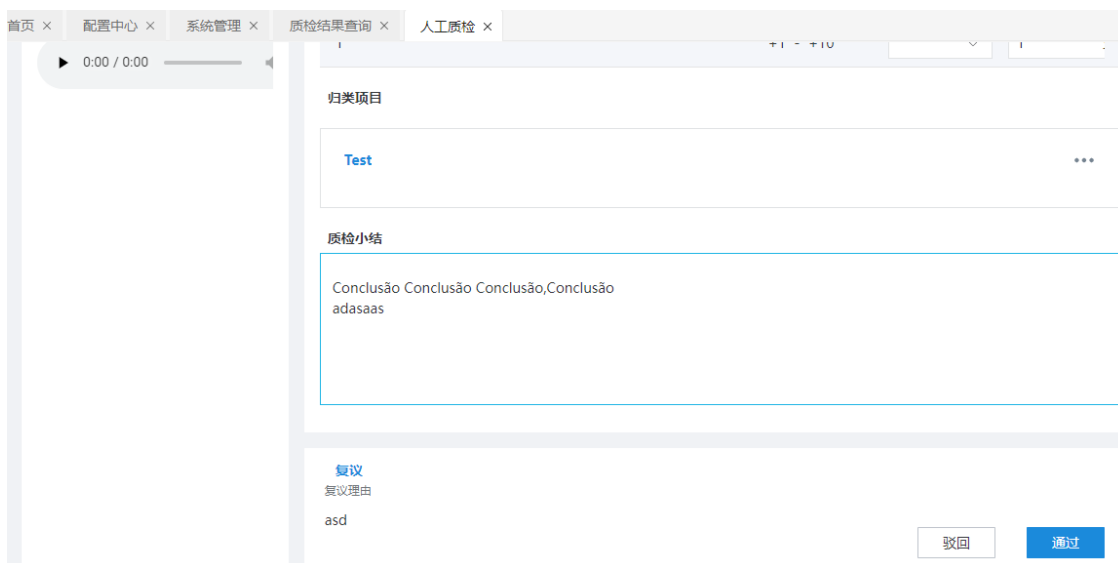 首页 × 配置中心 × 系统管理 × 质检结果查询 × 人工质检 ×
0:00 / 0:00
+1 - +10
归类项目
Test
质检小结
Conclusão Conclusão Conclusão,Conclusão
adasaas
复议
复议理由
asd
驳回 通过